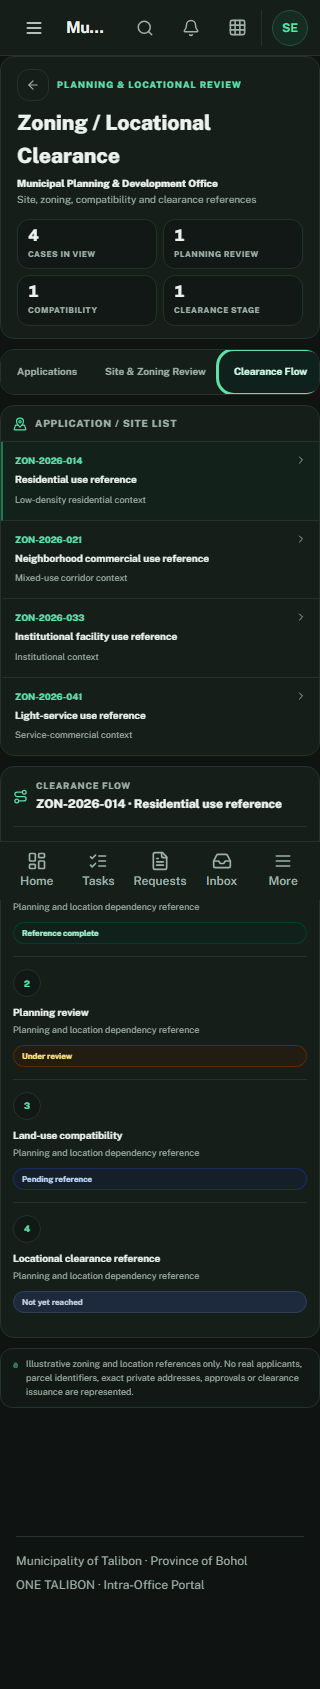 Mu...
SE
PLANNING & LOCATIONAL REVIEW
Zoning / Locational
Clearance
Municipal Planning & Development Office
Site, zoning, compatibility and clearance references
4
CASES IN VIEW
1
PLANNING REVIEW
1
COMPATIBILITY
1
CLEARANCE STAGE
Applications
Site & Zoning Review
Clearance Flow
APPLICATION / SITE LIST
ZON-2026-014
Residential use reference
Low-density residential context
ZON-2026-021
Neighborhood commercial use reference
Mixed-use corridor context
ZON-2026-033
Institutional facility use reference
Institutional context
ZON-2026-041
Light-service use reference
Service-commercial context
CLEARANCE FLOW
ZON-2026-014 · Residential use reference
Home
Tasks
Requests
Inbox
More
Planning and location dependency reference
Reference complete
2
Planning review
Planning and location dependency reference
Under review
3
Land-use compatibility
Planning and location dependency reference
Pending reference
4
Locational clearance reference
Planning and location dependency reference
Not yet reached
Illustrative zoning and location references only. No real applicants,
parcel identifiers, exact private addresses, approvals or clearance
issuance are represented.
Municipality of Talibon · Province of Bohol
ONE TALIBON · Intra-Office Portal